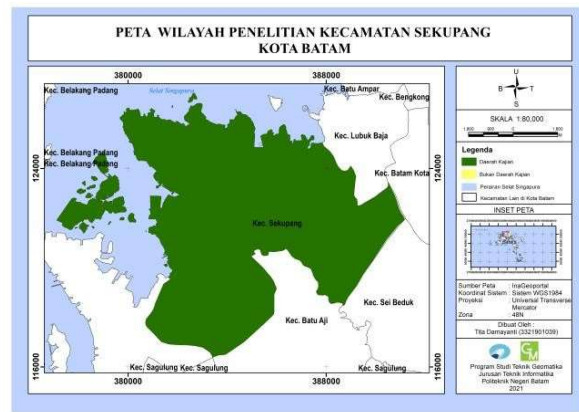 PETA WILAYAH PENELITIAN KECAMATAN SEKUPANG
KOTA BATAM
380000
388000
Kec. Belakang Padang
Selat Singapura
Kec. Batu Ampar
Kec. Bengkong
Kec. Lubuk Baja
Kec. Belakang Padang
Kec. Belakang Padang
124000
124000
Kec. Batam Kota
Kec. Sekupang
Kec. Sei Beduk
Kec. Batu Aji
116000
116000
Kec. Sagulung
Kec. Sagulung
Kec. Sagulung
380000
388000
U
B
T
S
SKALA 1:80,000
Legenda
Daerah Kajian
Bukan Daerah Kajian
Perairan Selat Singapura
Kecamatan Lain di Kota Batam
INSET PETA
Sumber Peta : InaGeoportal
Koordinat Sistem : Sistem WGS1984
Proyeksi : Universal Transverse
Mercator
Zona : 48N
Dibuat Oleh :
Tita Damayanti (3321901039)
Program Studi Teknik Geomatika
Jurusan Teknik Informatika
Politeknik Negeri Batam
2021